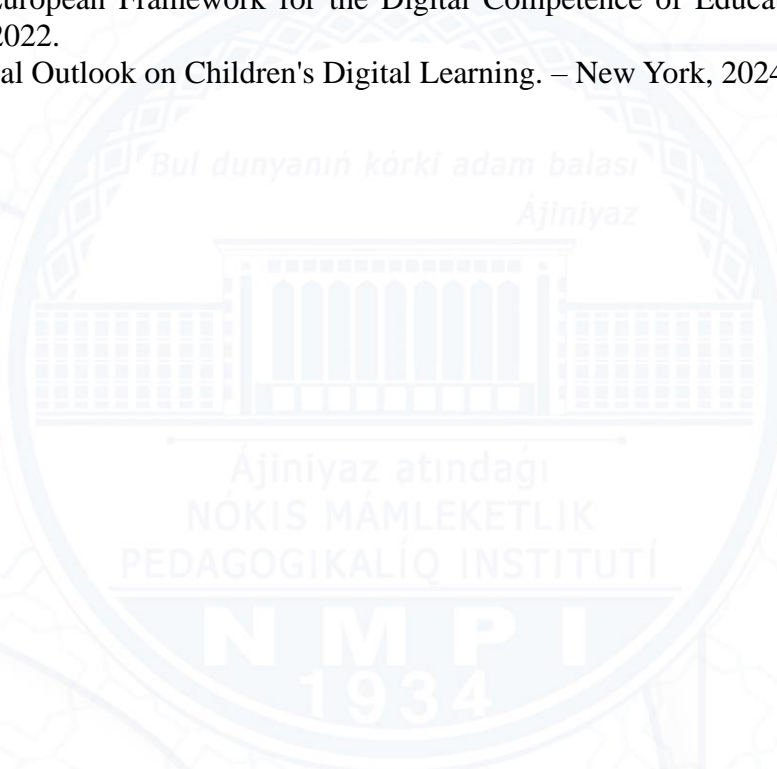 European Framework for the Digital Competence of Educa
2022.
al Outlook on Children's Digital Learning. – New York, 2024
Bul dunyanıń kórki adam balası
Ájiniyaz
Ájiniyaz atındaǵı
NÓKIS MÁMLEKETLIK
PEDAGOGIKALÍQ INSTITUTÍ
NMPI
1934